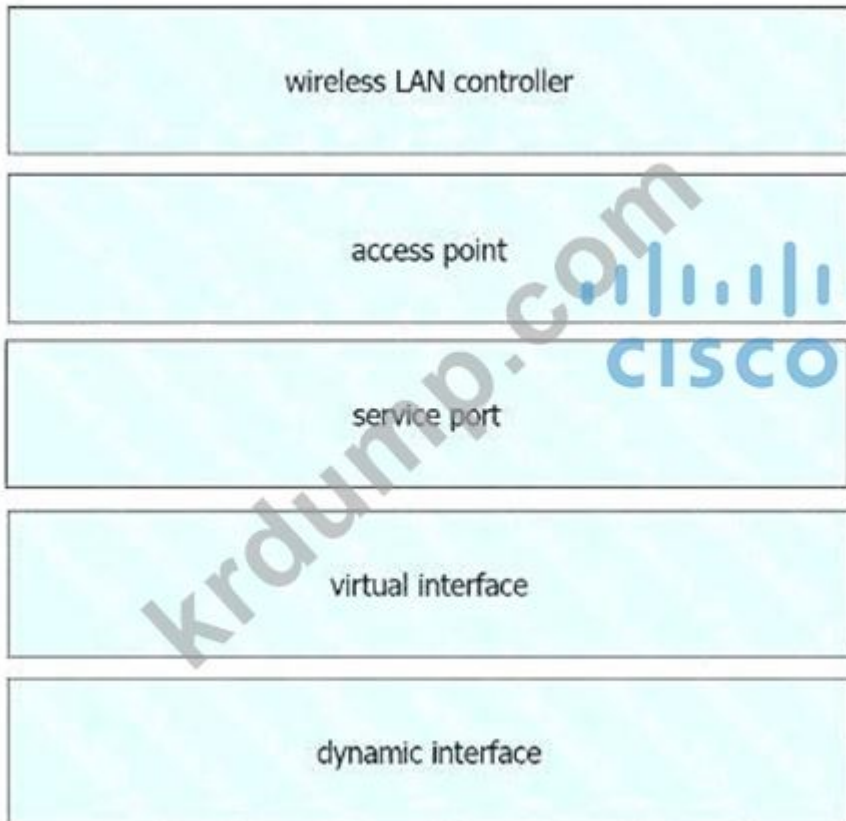 wireless LAN controller
access point
CISCO
service port
virtual interface
dynamic interface
krdump.com